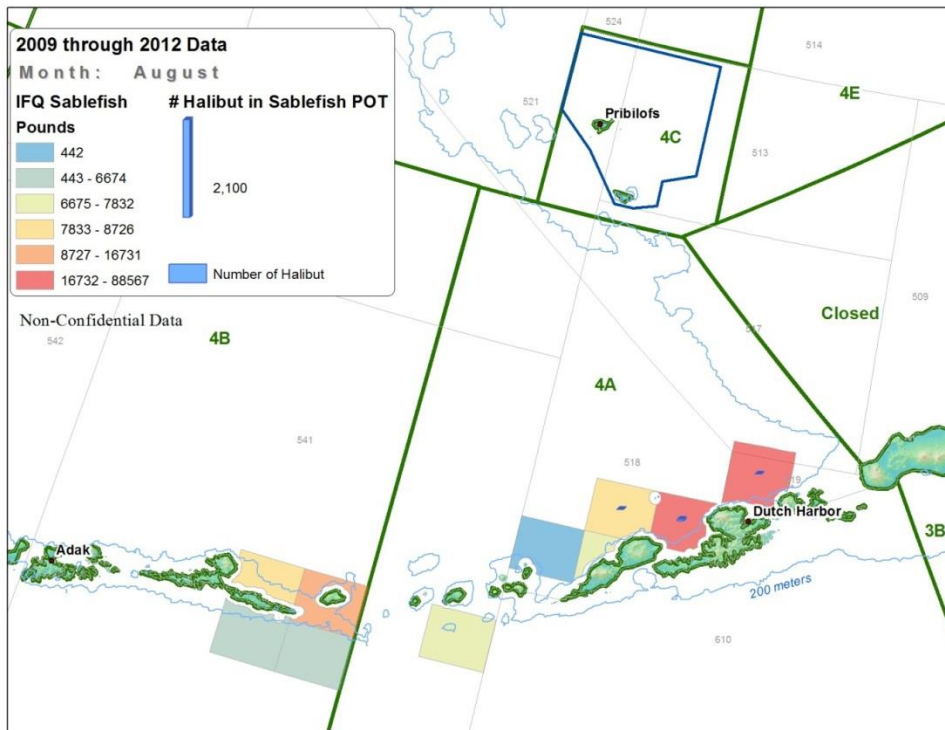 2009 through 2012 Data
Month: August
IFQ Sablefish
Pounds
442
443 - 6674
6675 - 7832
7833 - 8726
8727 - 16731
16732 - 88567
# Halibut in Sablefish POT
2,100
Number of Halibut
Non-Confidential Data
524
514
4E
521
Pribilofs
4C
513
509
Closed
517
542
4B
4A
541
518
19
Dutch Harbor
3B
Adak
200 meters
610